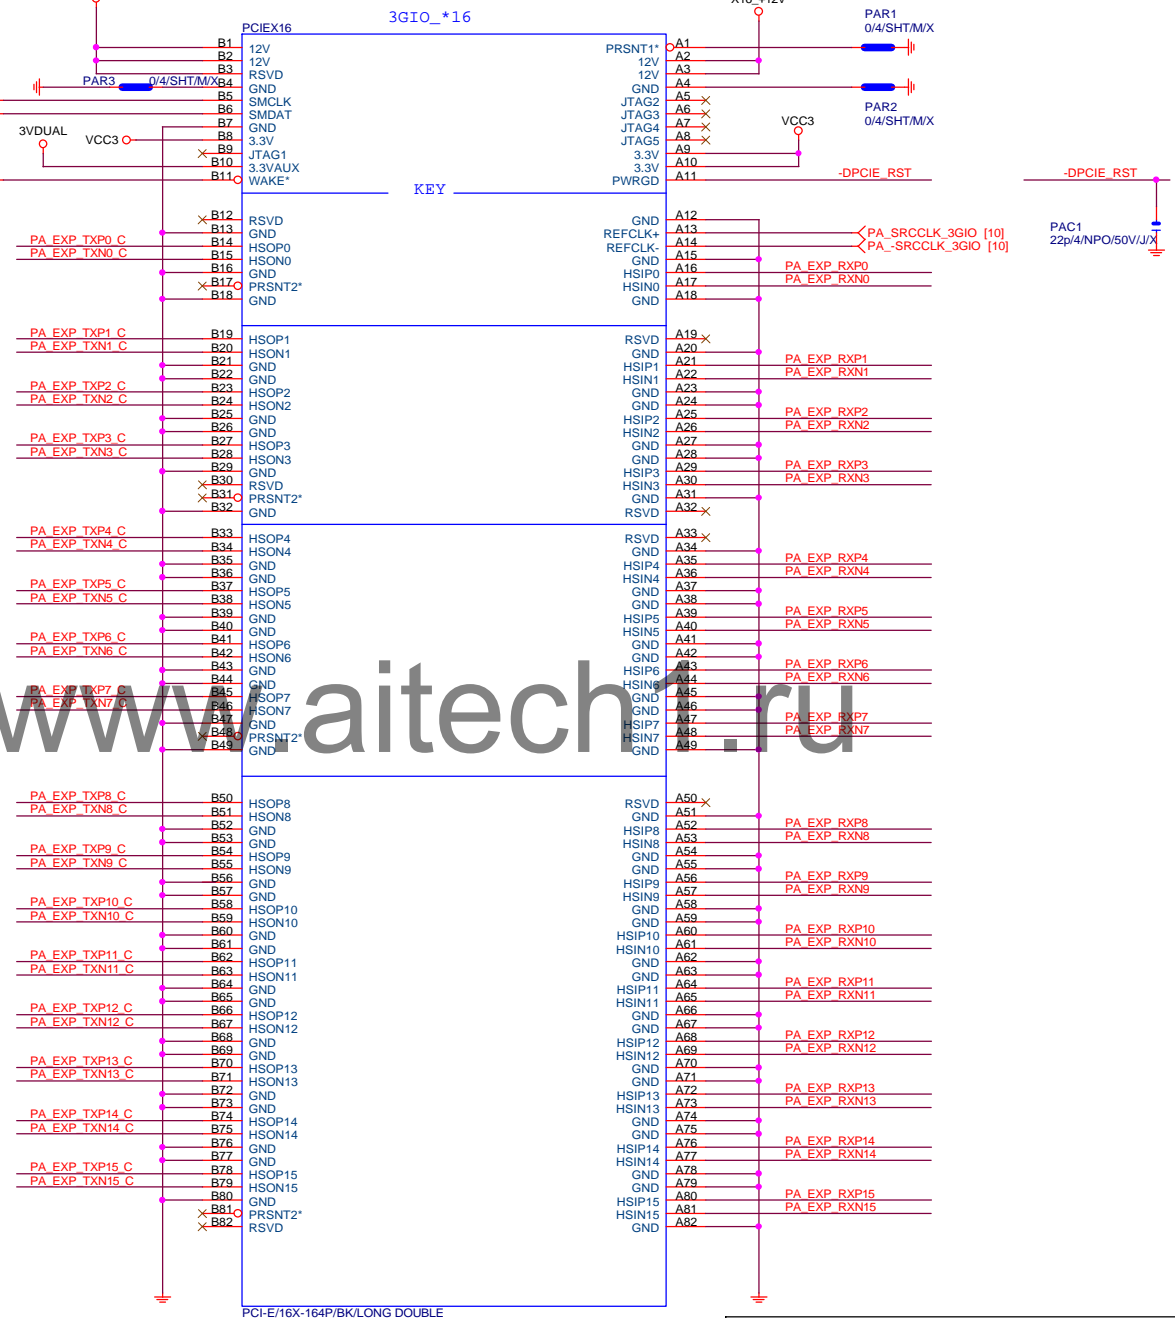 X16_+12V
3GIO_*16
PCIEX16
PAR1
0/4/SHT/M/X
B1 12V PRSNT1* A1
B2 12V 12V A2
B3 RSVD 12V A3
PAR3 0/4/SHT/M/X
B4 GND GND A4
B5 SMCLK JTAG2 A5
B6 SMDAT JTAG3 A6
PAR2
0/4/SHT/M/X
B7 GND JTAG4 A7
3VDUAL VCC3 VCC3
B8 3.3V JTAG5 A8
B9 JTAG1 3.3V A9
B10 3.3VAUX 3.3V A10
B11 WAKE* PWRGD A11 -DPCIE_RST -DPCIE_RST
KEY
B12 RSVD GND A12
B13 GND REFCLK+ A13 PA_SRCCLK_3GIO [10]
PA_EXP_TXP0_C B14 HSOP0 REFCLK- A14 PA_-SRCCLK_3GIO [10]
PAC1
22p/4/NPO/50V/J/X
PA_EXP_TXN0_C B15 HSON0 GND A15
B16 GND HSIP0 A16 PA_EXP_RXP0
B17 PRSNT2* HSIN0 A17 PA_EXP_RXN0
B18 GND GND A18
PA_EXP_TXP1_C B19 HSOP1 RSVD A19
PA_EXP_TXN1_C B20 HSON1 GND A20
B21 GND HSIP1 A21 PA_EXP_RXP1
B22 GND HSIN1 A22 PA_EXP_RXN1
PA_EXP_TXP2_C B23 HSOP2 GND A23
PA_EXP_TXN2_C B24 HSON2 GND A24
B25 GND HSIP2 A25 PA_EXP_RXP2
B26 GND HSIN2 A26 PA_EXP_RXN2
PA_EXP_TXP3_C B27 HSOP3 GND A27
PA_EXP_TXN3_C B28 HSON3 GND A28
B29 GND HSIP3 A29 PA_EXP_RXP3
B30 RSVD HSIN3 A30 PA_EXP_RXN3
B31 PRSNT2* GND A31
B32 GND RSVD A32
PA_EXP_TXP4_C B33 HSOP4 RSVD A33
PA_EXP_TXN4_C B34 HSON4 GND A34
B35 GND HSIP4 A35 PA_EXP_RXP4
B36 GND HSIN4 A36 PA_EXP_RXN4
PA_EXP_TXP5_C B37 HSOP5 GND A37
PA_EXP_TXN5_C B38 HSON5 GND A38
B39 GND HSIP5 A39 PA_EXP_RXP5
B40 GND HSIN5 A40 PA_EXP_RXN5
PA_EXP_TXP6_C B41 HSOP6 GND A41
PA_EXP_TXN6_C B42 HSON6 GND A42
B43 GND HSIP6 A43 PA_EXP_RXP6
B44 GND HSIN6 A44 PA_EXP_RXN6
PA_EXP_TXP7_C B45 HSOP7 GND A45
PA_EXP_TXN7_C B46 HSON7 GND A46
www.aitech1.ru
B47 GND HSIP7 A47 PA_EXP_RXP7
B48 PRSNT2* HSIN7 A48 PA_EXP_RXN7
B49 GND GND A49
PA_EXP_TXP8_C B50 HSOP8 RSVD A50
PA_EXP_TXN8_C B51 HSON8 GND A51
B52 GND HSIP8 A52 PA_EXP_RXP8
B53 GND HSIN8 A53 PA_EXP_RXN8
PA_EXP_TXP9_C B54 HSOP9 GND A54
PA_EXP_TXN9_C B55 HSON9 GND A55
B56 GND HSIP9 A56 PA_EXP_RXP9
B57 GND HSIN9 A57 PA_EXP_RXN9
PA_EXP_TXP10_C B58 HSOP10 GND A58
PA_EXP_TXN10_C B59 HSON10 GND A59
B60 GND HSIP10 A60 PA_EXP_RXP10
B61 GND HSIN10 A61 PA_EXP_RXN10
PA_EXP_TXP11_C B62 HSOP11 GND A62
PA_EXP_TXN11_C B63 HSON11 GND A63
B64 GND HSIP11 A64 PA_EXP_RXP11
B65 GND HSIN11 A65 PA_EXP_RXN11
PA_EXP_TXP12_C B66 HSOP12 GND A66
PA_EXP_TXN12_C B67 HSON12 GND A67
B68 GND HSIP12 A68 PA_EXP_RXP12
B69 GND HSIN12 A69 PA_EXP_RXN12
PA_EXP_TXP13_C B70 HSOP13 GND A70
PA_EXP_TXN13_C B71 HSON13 GND A71
B72 GND HSIP13 A72 PA_EXP_RXP13
B73 GND HSIN13 A73 PA_EXP_RXN13
PA_EXP_TXP14_C B74 HSOP14 GND A74
PA_EXP_TXN14_C B75 HSON14 GND A75
B76 GND HSIP14 A76 PA_EXP_RXP14
B77 GND HSIN14 A77 PA_EXP_RXN14
PA_EXP_TXP15_C B78 HSOP15 GND A78
PA_EXP_TXN15_C B79 HSON15 GND A79
B80 GND HSIP15 A80 PA_EXP_RXP15
B81 PRSNT2* HSIN15 A81 PA_EXP_RXN15
B82 RSVD GND A82
PCI-E/16X-164P/BK/LONG DOUBLE